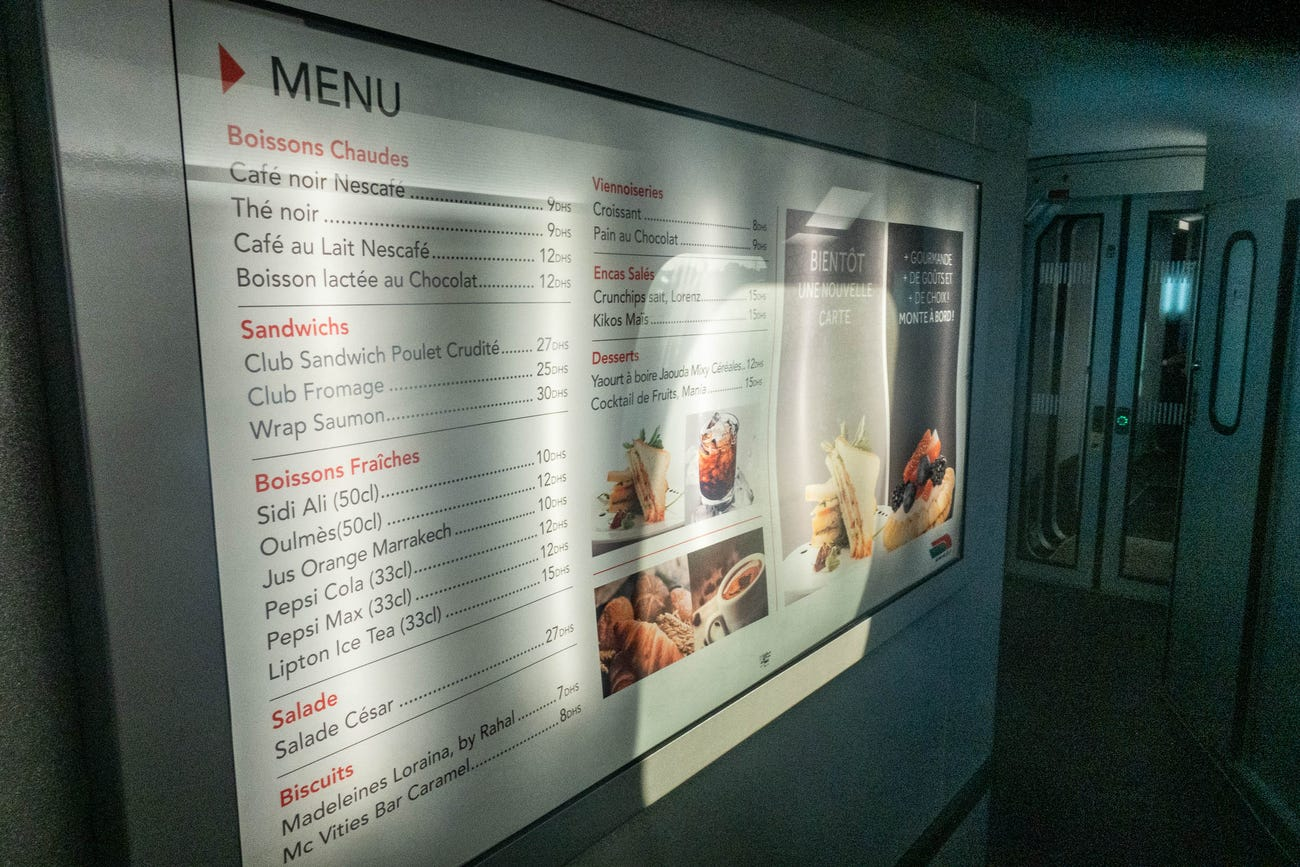 MENU
Boissons Chaudes
Café noir Nescafé ........................ 9DHS
Thé noir ........................................ 9DHS
Café au Lait Nescafé..................... 12DHS
Boisson lactée au Chocolat........... 12DHS
Sandwichs
Club Sandwich Poulet Crudité....... 27DHS
Club Fromage ............................. 25DHS
Wrap Saumon............................. 30DHS
Boissons Fraîches
Sidi Ali (50cl)............................. 10DHS
Oulmès(50cl) ............................ 12DHS
Jus Orange Marrakech ............... 10DHS
Pepsi Cola (33cl)........................ 12DHS
Pepsi Max (33cl) ........................ 12DHS
Lipton Ice Tea (33cl) ................... 15DHS
Salade
Salade César ............................. 27DHS
Biscuits
Madeleines Loraina, by Rahal .......... 7DHS
Mc Vities Bar Caramel..................... 8DHS
Viennoiseries
Croissant ............................... 8DHS
Pain au Chocolat ..................... 9DHS
Encas Salés
Crunchips salt, Lorenz............... 15DHS
Kikos Maïs .............................. 15DHS
Desserts
Yaourt à boire Jaouda Mixy Céréales.. 12DHS
Cocktail de Fruits, Mania ............ 15DHS
BIENTÔT
UNE NOUVELLE
CARTE
+ GOURMANDE
+ DE GOÛTS ET
+ DE CHOIX !
MONTE À BORD !